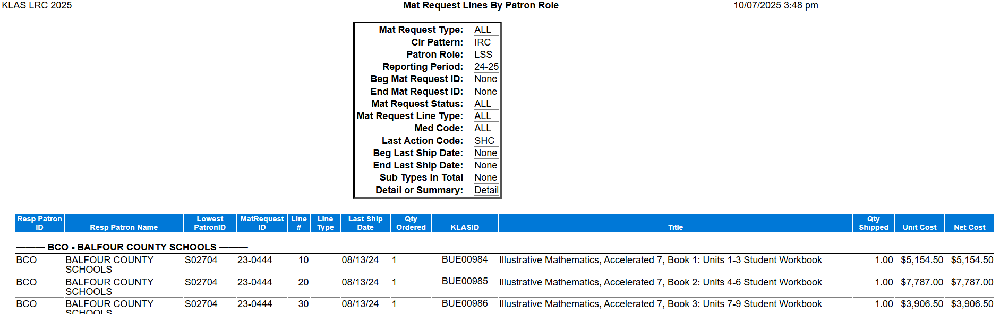 KLAS LRC 2025 Mat Request Lines By Patron Role 10/07/2025 3:48 pm
Mat Request Type: ALL
Cir Pattern: IRC
Patron Role: LSS
Reporting Period: 24-25
Beg Mat Request ID: None
End Mat Request ID: None
Mat Request Status: ALL
Mat Request Line Type: ALL
Med Code: ALL
Last Action Code: SHC
Beg Last Ship Date: None
End Last Ship Date: None
Sub Types In Total None
Detail or Summary: Detail
Resp Patron Lowest MatRequest Line Line Last Ship Qty Qty
ID Resp Patron Name PatronID ID # Type Date Ordered KLASID Title Shipped Unit Cost Net Cost
——— BCO - BALFOUR COUNTY SCHOOLS ———
BCO BALFOUR COUNTY S02704 23-0444 10 08/13/24 1 BUE00984 Illustrative Mathematics, Accelerated 7, Book 1: Units 1-3 Student Workbook 1.00 $5,154.50 $5,154.50
SCHOOLS
BCO BALFOUR COUNTY S02704 23-0444 20 08/13/24 1 BUE00985 Illustrative Mathematics, Accelerated 7, Book 2: Units 4-6 Student Workbook 1.00 $7,787.00 $7,787.00
SCHOOLS
BCO BALFOUR COUNTY S02704 23-0444 30 08/13/24 1 BUE00986 Illustrative Mathematics, Accelerated 7, Book 3: Units 7-9 Student Workbook 1.00 $3,906.50 $3,906.50
SCHOOLS